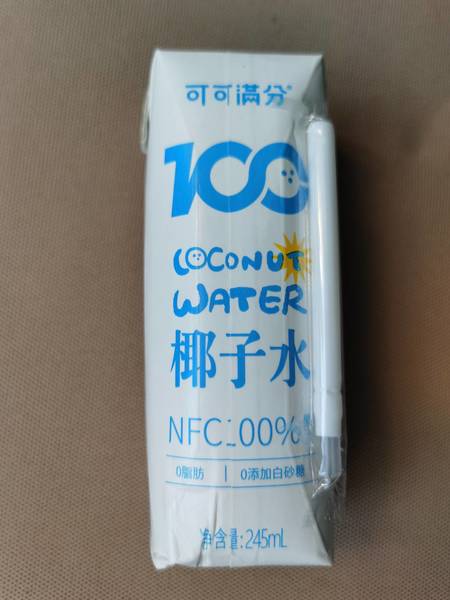 可可满分®
100
COCONUT
WATER
椰子水
NFC100%
0脂肪 | 0添加白砂糖
净含量:245mL